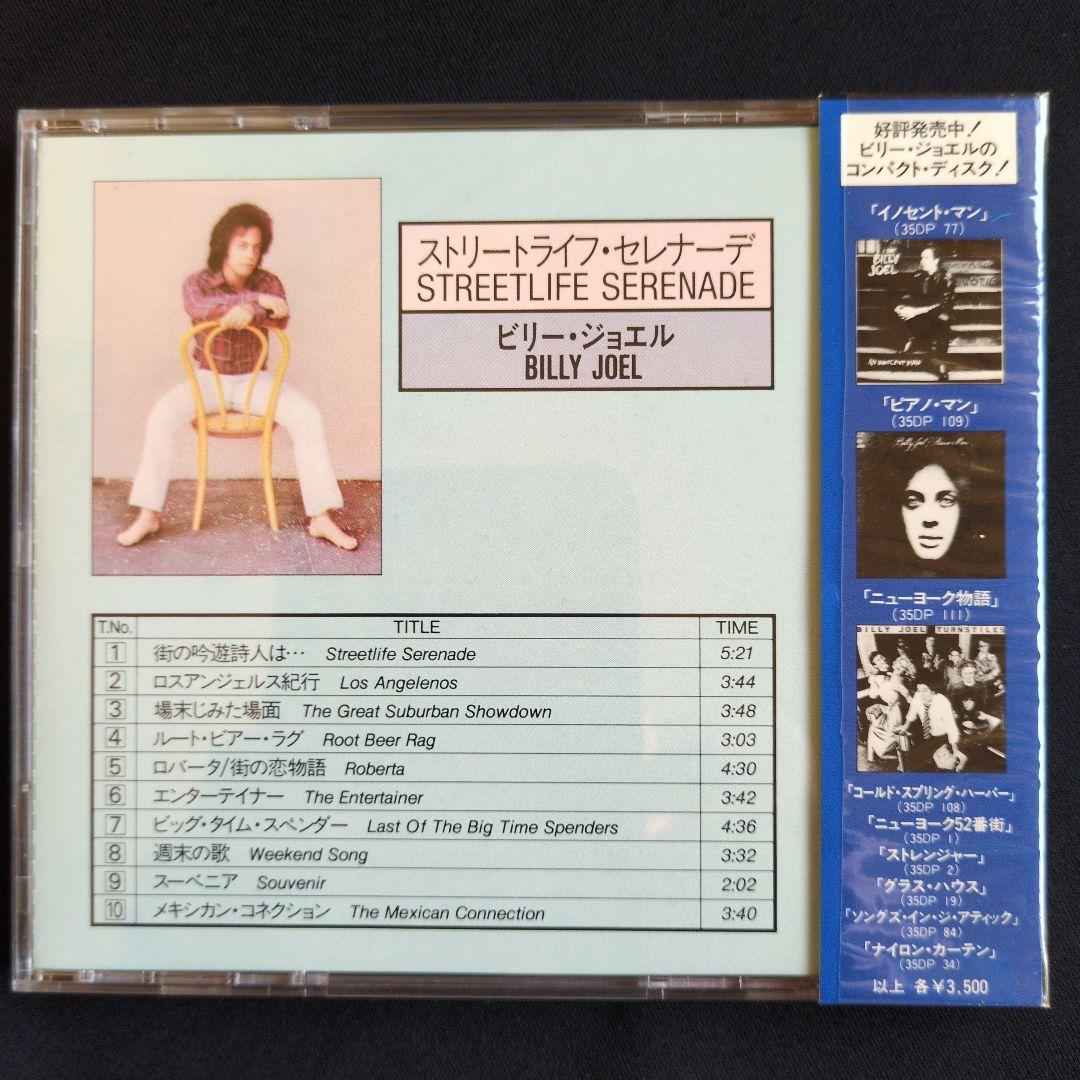 ストリートライフ・セレナーデ
STREETLIFE SERENADE
ビリー・ジョエル
BILLY JOEL
T.No. TITLE TIME
1 街の吟遊詩人は… Streetlife Serenade 5:21
2 ロスアンジェルス紀行 Los Angelenos 3:44
3 場末じみた場面 The Great Suburban Showdown 3:48
4 ルート・ビアー・ラグ Root Beer Rag 3:03
5 ロバータ/街の恋物語 Roberta 4:30
6 エンターテイナー The Entertainer 3:42
7 ビッグ・タイム・スペンダー Last Of The Big Time Spenders 4:36
8 週末の歌 Weekend Song 3:32
9 スーベニア Souvenir 2:02
10 メキシカン・コネクション The Mexican Connection 3:40
好評発売中!
ビリー・ジョエルの
コンパクト・ディスク!
「イノセント・マン」
(35DP 77)
BILLY
JOEL
AN INNOCENT MAN
「ピアノ・マン」
(35DP 109)
Billy Joel Piano Man
「ニューヨーク物語」
(35DP 111)
BILLY JOEL TURNSTILES
「コールド・スプリング・ハーバー」
(35DP 108)
「ニューヨーク52番街」
(35DP 1)
「ストレンジャー」
(35DP 2)
「グラス・ハウス」
(35DP 19)
「ソングズ・イン・ジ・アティック」
(35DP 84)
「ナイロン・カーテン」
(35DP 34)
以上 各¥3,500